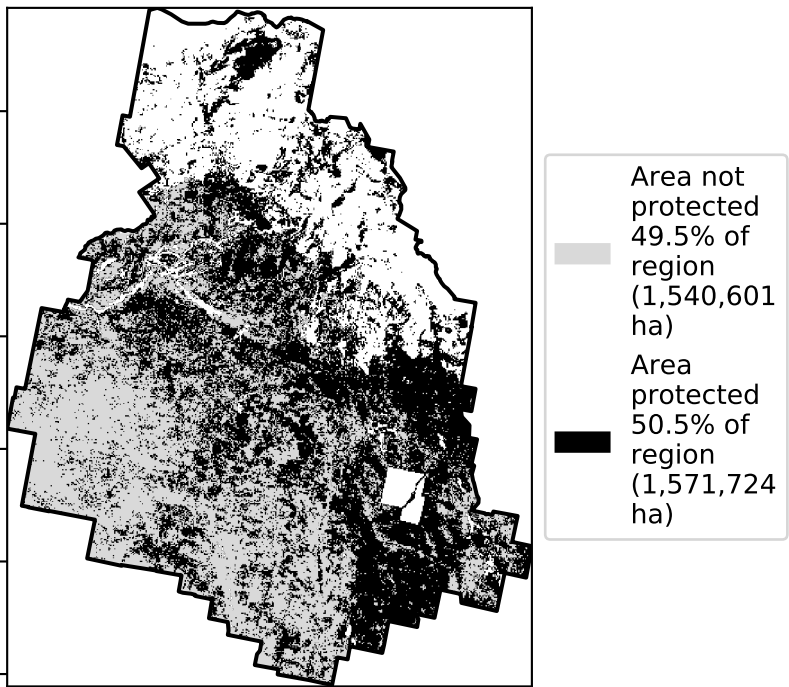 Area not
protected
49.5% of
region
(1,540,601
ha)
Area
protected
50.5% of
region
(1,571,724
ha)